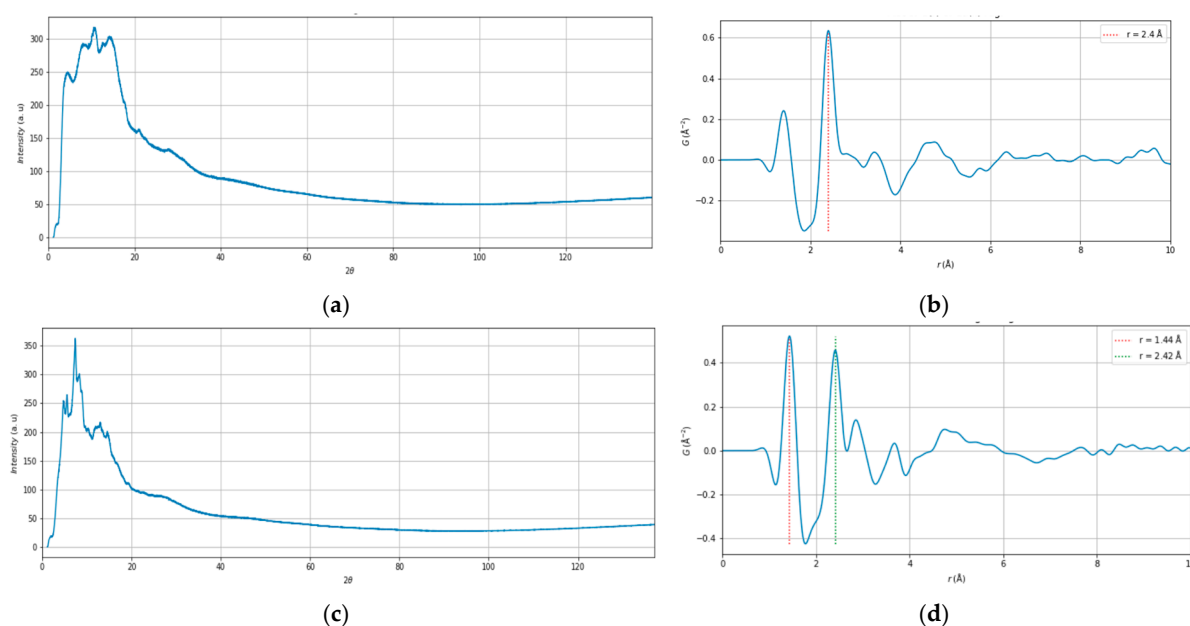 300
250
200
150
100
50
0
Intensity (a. u)
0 20 40 60 80 100 120
2θ
(a)
r = 2.4 Å
0.6
0.4
0.2
0.0
−0.2
G (Å⁻²)
0 2 4 6 8 10
r (Å)
(b)
350
300
250
200
150
100
50
0
Intensity (a. u)
0 20 40 60 80 100 120
2θ
(c)
r = 1.44 Å
r = 2.42 Å
0.4
0.2
0.0
−0.2
−0.4
G (Å⁻²)
0 2 4 6 8 10
r (Å)
(d)